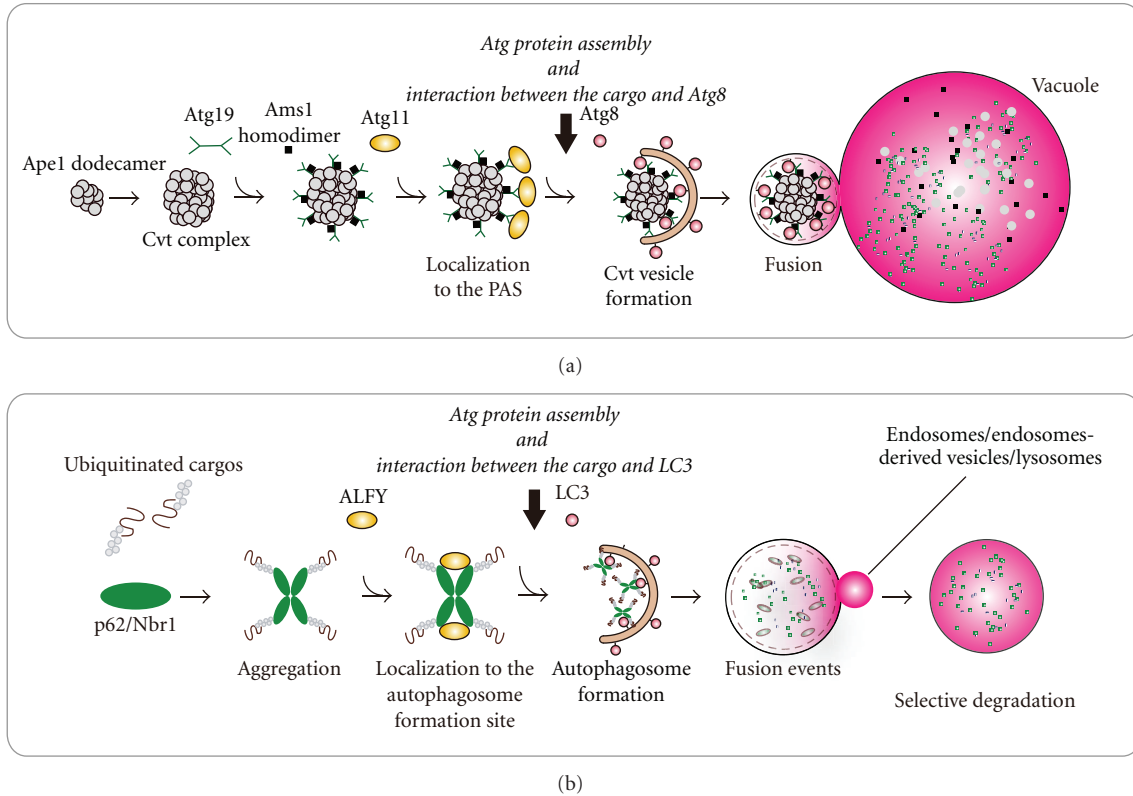 Atg protein assembly
and
interaction between the cargo and Atg8
Vacuole
Atg19
Ams1
homodimer
Atg11
Atg8
Ape1 dodecamer
Cvt complex
Localization
to the PAS
Cvt vesicle
formation
Fusion
(a)
Atg protein assembly
and
interaction between the cargo and LC3
Endosomes/endosomes-
derived vesicles/lysosomes
Ubiquitinated cargos
ALFY
LC3
p62/Nbr1
Aggregation
Localization to the
autophagosome
formation site
Autophagosome
formation
Fusion events
Selective degradation
(b)